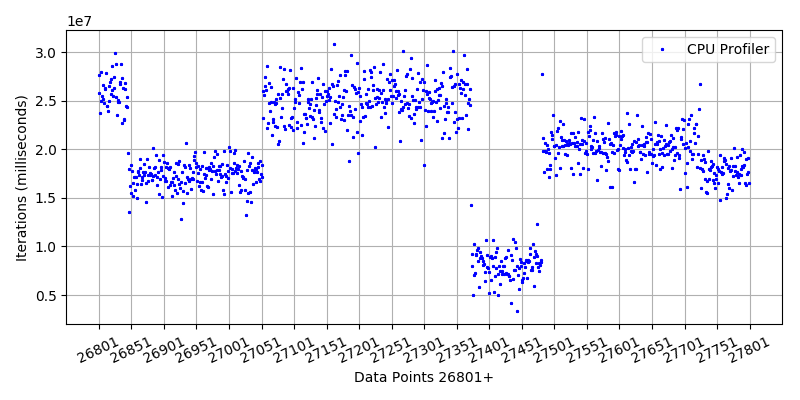 1e7
CPU Profiler
3.0
2.5
2.0
1.5
1.0
0.5
Iterations (milliseconds)
26801 26851 26901 26951 27001 27051 27101 27151 27201 27251 27301 27351 27401 27451 27501 27551 27601 27651 27701 27751 27801
Data Points 26801+